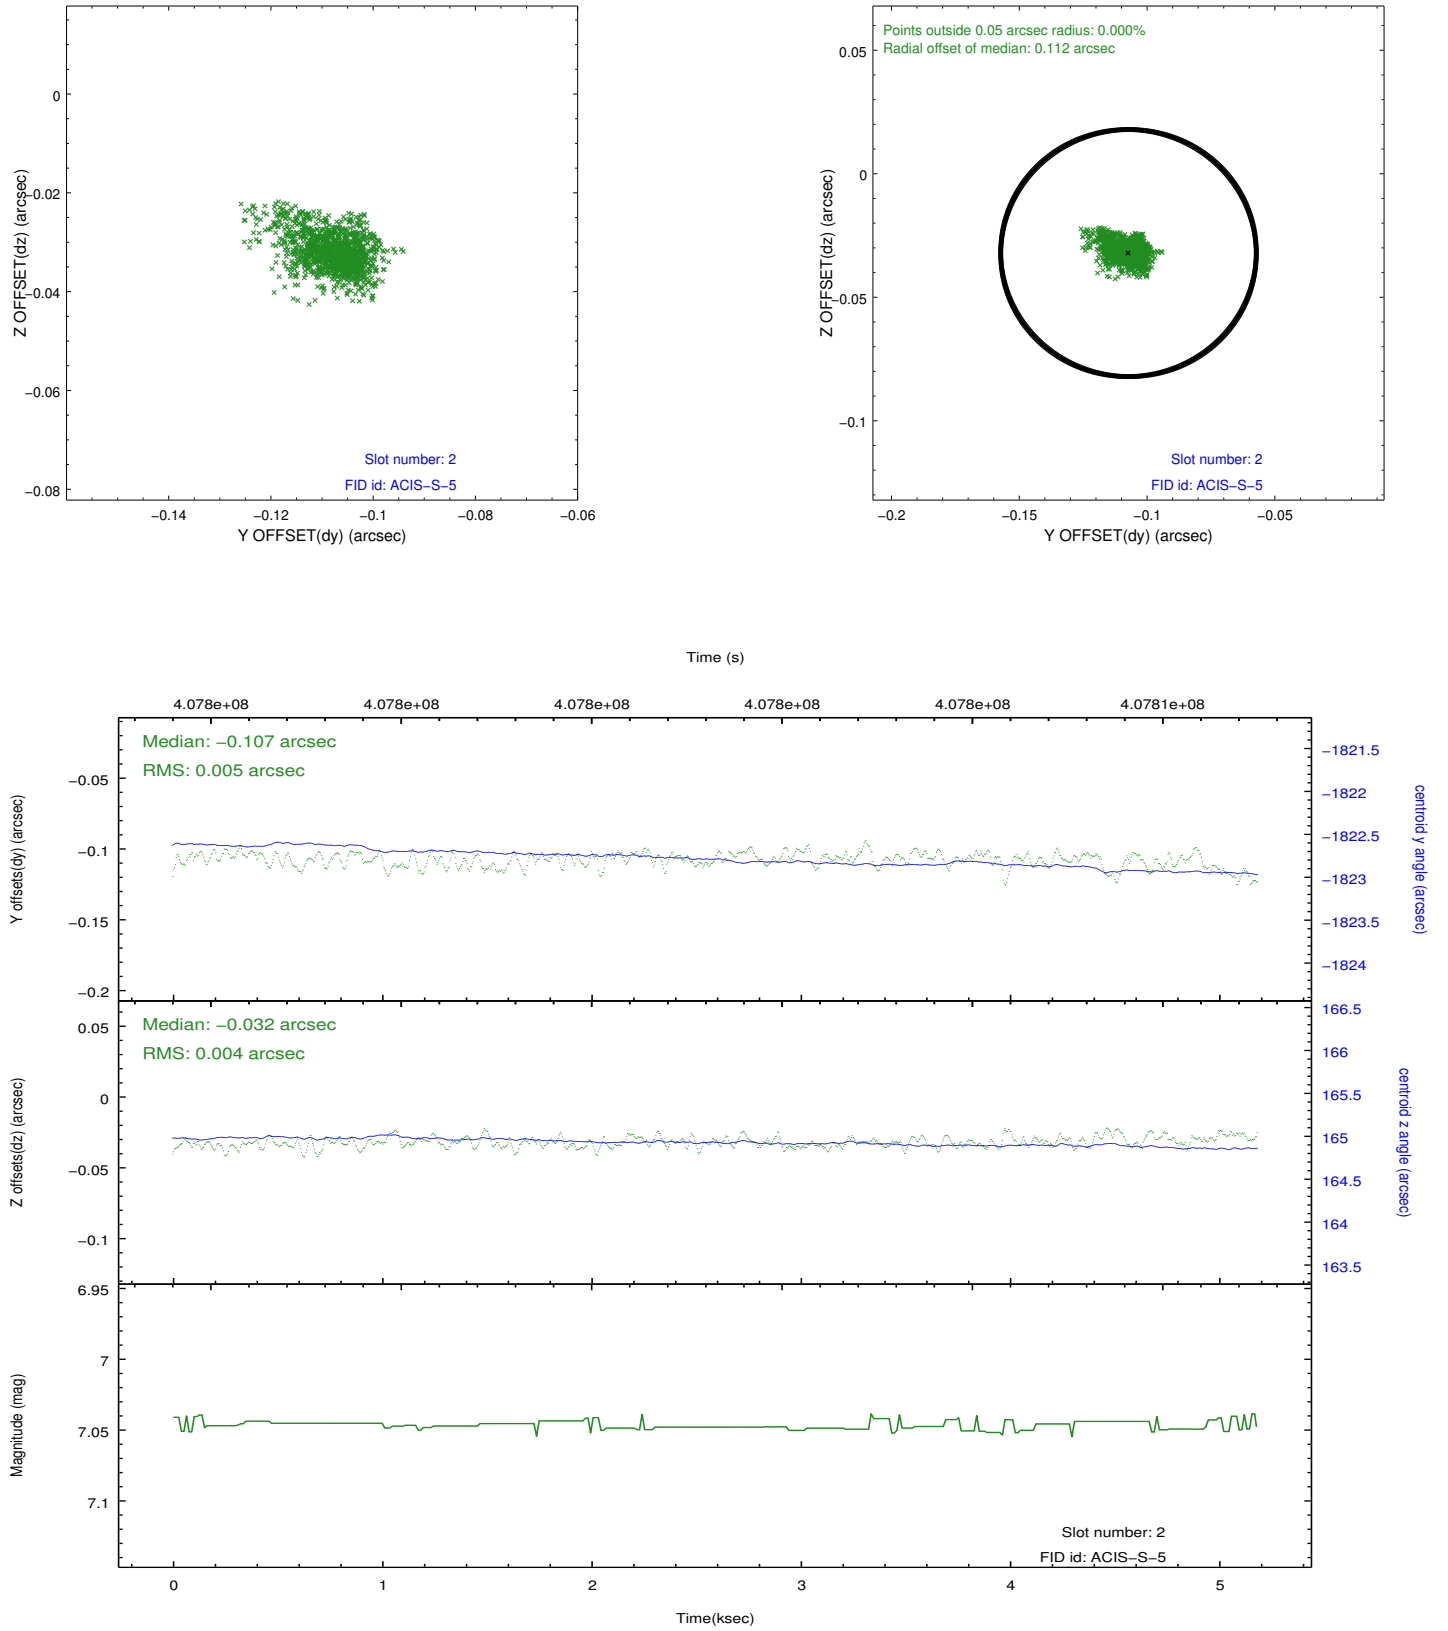 0
−0.02
−0.04
−0.06
−0.08
Z OFFSET(dz) (arcsec)
Slot number: 2
FID id: ACIS−S−5
−0.14 −0.12 −0.1 −0.08 −0.06
Y OFFSET(dy) (arcsec)
Points outside 0.05 arcsec radius: 0.000%
Radial offset of median: 0.112 arcsec
0.05
0
−0.05
−0.1
Z OFFSET(dz) (arcsec)
Slot number: 2
FID id: ACIS−S−5
−0.2 −0.15 −0.1 −0.05
Y OFFSET(dy) (arcsec)
Time (s)
4.078e+08 4.078e+08 4.078e+08 4.078e+08 4.078e+08 4.0781e+08
Median: −0.107 arcsec
RMS: 0.005 arcsec
−0.05
−0.1
−0.15
−0.2
Y offsets(dy) (arcsec)
−1821.5
−1822
−1822.5
−1823
−1823.5
−1824
centroid y angle (arcsec)
Median: −0.032 arcsec
RMS: 0.004 arcsec
0.05
0
−0.05
−0.1
Z offsets(dz) (arcsec)
166.5
166
165.5
165
164.5
164
163.5
centroid z angle (arcsec)
6.95
7
7.05
7.1
Magnitude (mag)
Slot number: 2
FID id: ACIS−S−5
0 1 2 3 4 5
Time(ksec)